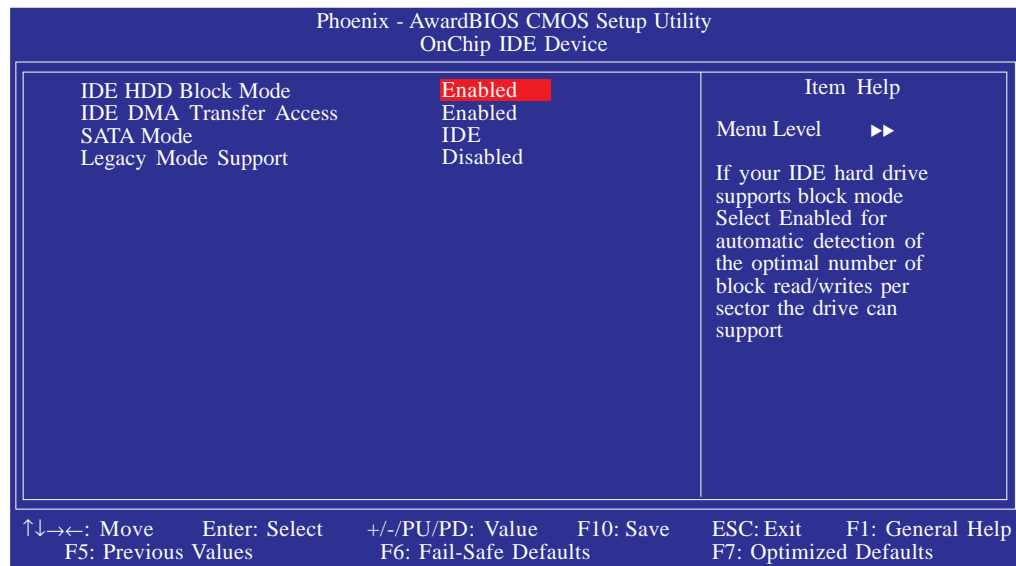 Phoenix - AwardBIOS CMOS Setup Utility
OnChip IDE Device
IDE HDD Block Mode Enabled
IDE DMA Transfer Access Enabled
SATA Mode IDE
Legacy Mode Support Disabled
Item Help
Menu Level ►►
If your IDE hard drive
supports block mode
Select Enabled for
automatic detection of
the optimal number of
block read/writes per
sector the drive can
support
↑↓→←: Move Enter: Select +/-/PU/PD: Value F10: Save ESC: Exit F1: General Help
F5: Previous Values F6: Fail-Safe Defaults F7: Optimized Defaults